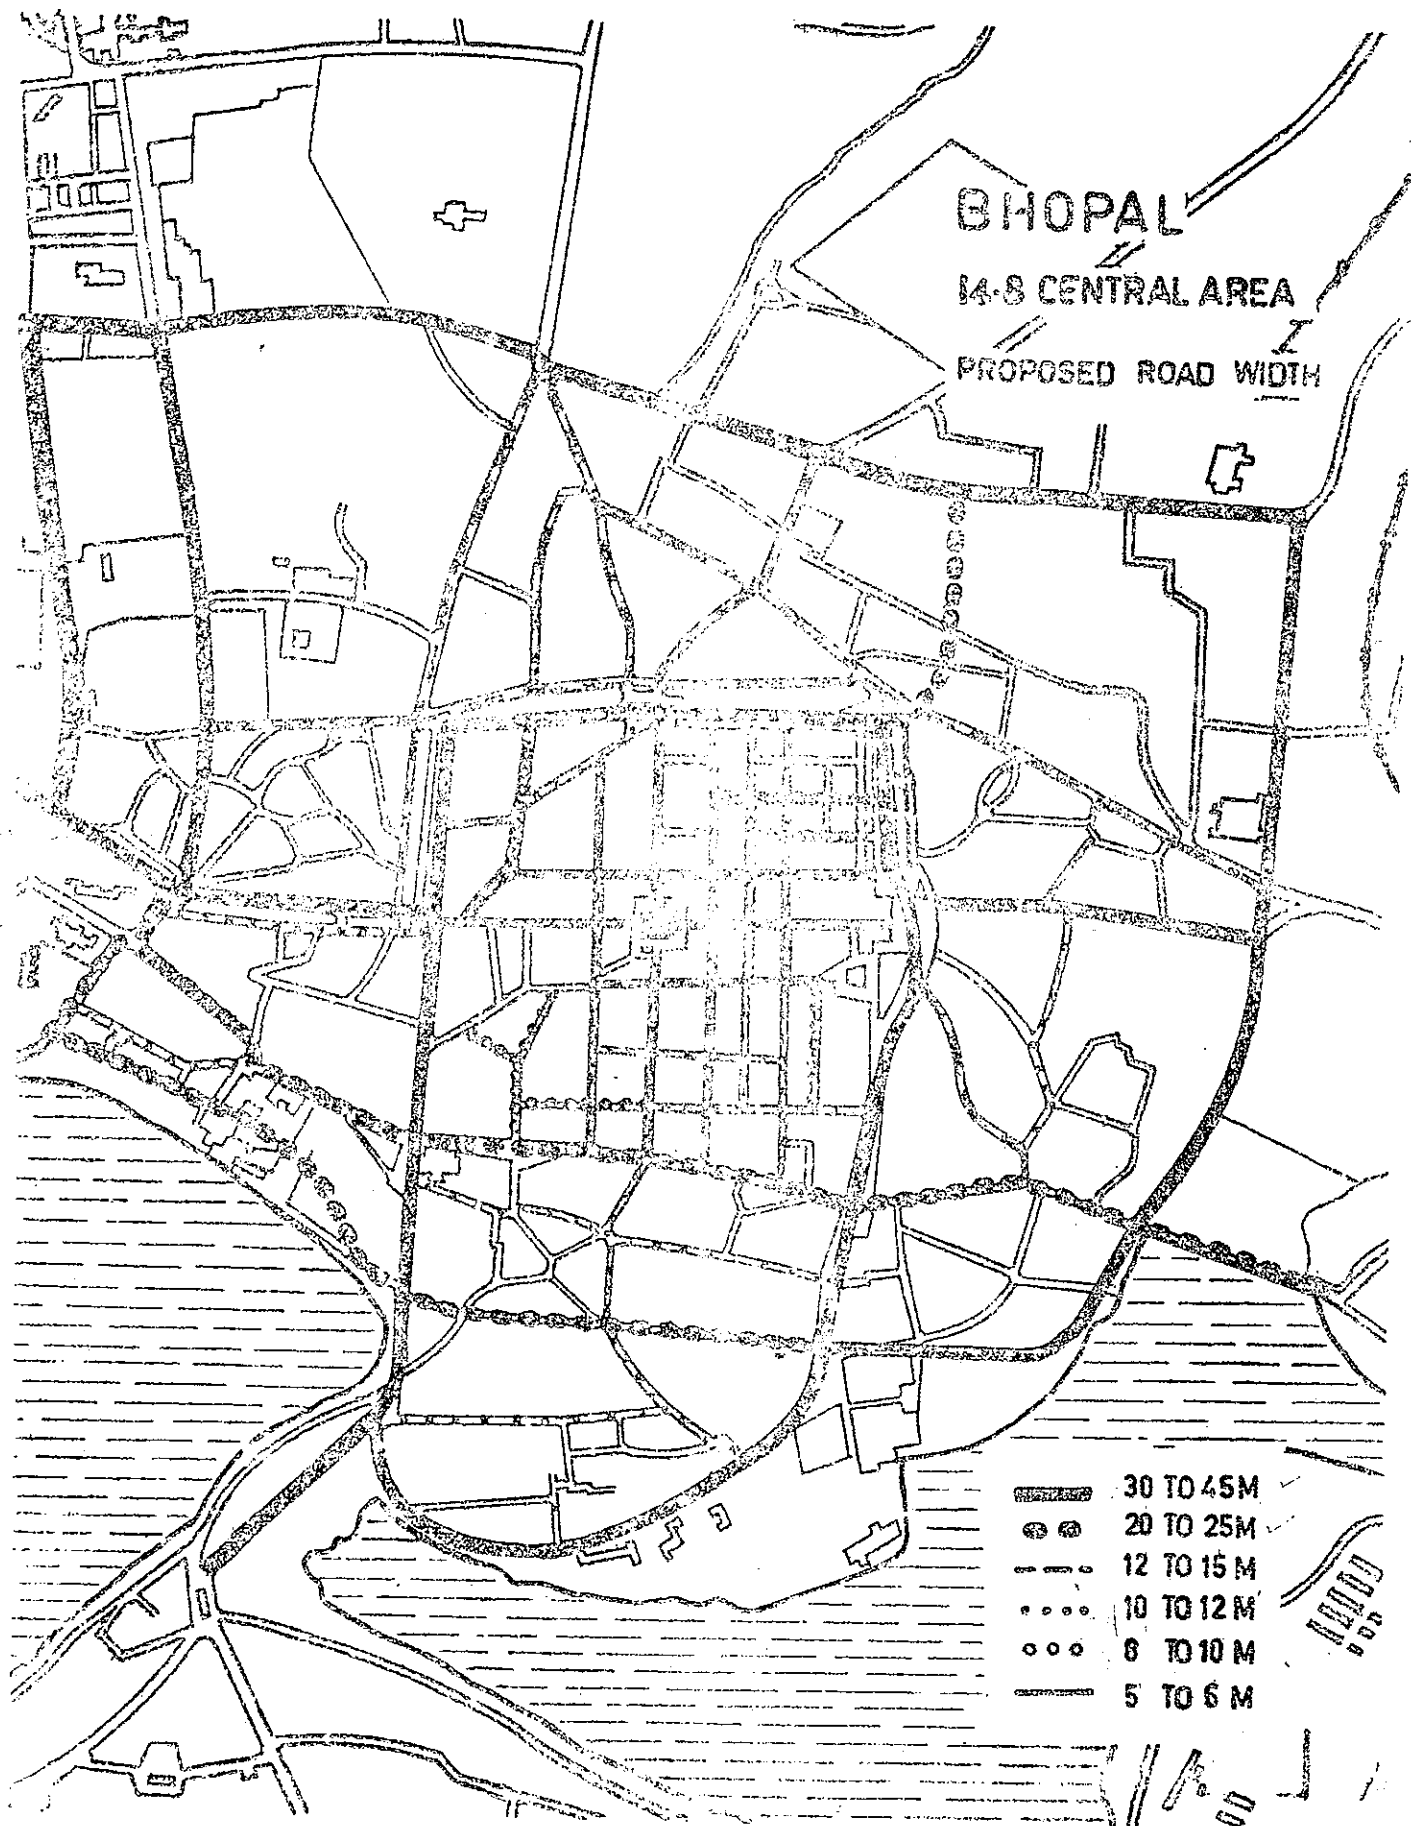 BHOPAL
14.8 CENTRAL AREA
PROPOSED ROAD WIDTH
30 TO 45M
20 TO 25M
12 TO 15 M
10 TO 12 M
8 TO 10 M
5 TO 6 M